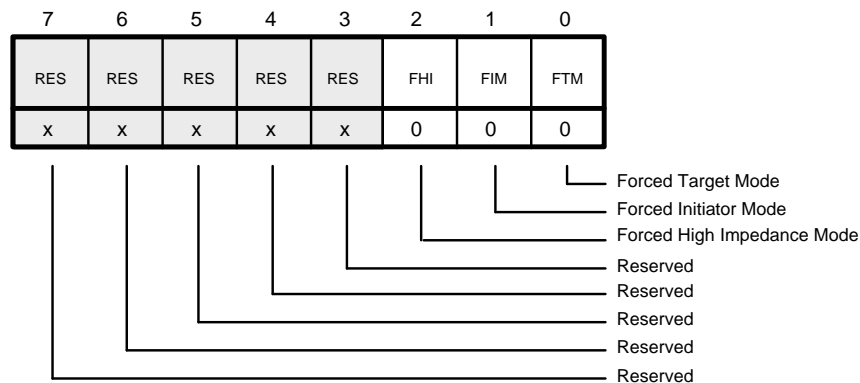 7 6 5 4 3 2 1 0
RES RES RES RES RES FHI FIM FTM
x x x x x 0 0 0
Forced Target Mode
Forced Initiator Mode
Forced High Impedance Mode
Reserved
Reserved
Reserved
Reserved
Reserved